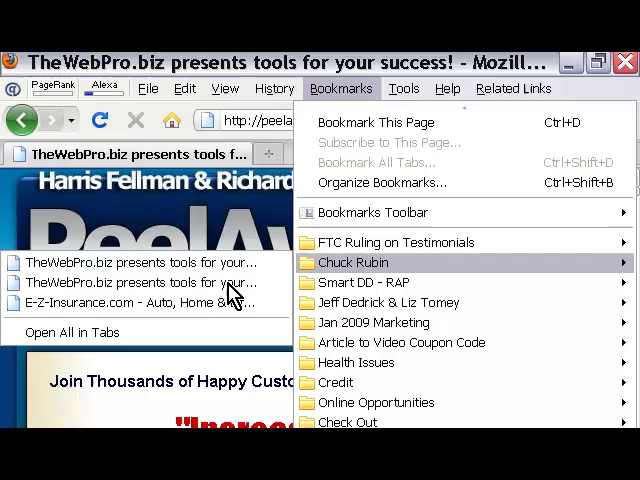 TheWebPro.biz presents tools for your success! - Mozill...
PageRank Alexa File Edit View History Bookmarks Tools Help Related Links
http://peela
TheWebPro.biz presents tools for your success! f...
Harris Fellman & Richard
PeelAw
Bookmark This Page Ctrl+D
Subscribe to This Page...
Bookmark All Tabs... Ctrl+Shift+D
Organize Bookmarks... Ctrl+Shift+B
Bookmarks Toolbar
FTC Ruling on Testimonials
Chuck Rubin
Smart DD - RAP
Jeff Dedrick & Liz Tomey
Jan 2009 Marketing
Article to Video Coupon Code
Health Issues
Credit
Online Opportunities
Check Out
TheWebPro.biz presents tools for your...
TheWebPro.biz presents tools for your...
E-Z-Insurance.com - Auto, Home &
Open All in Tabs
Join Thousands of Happy Custo
"Increas